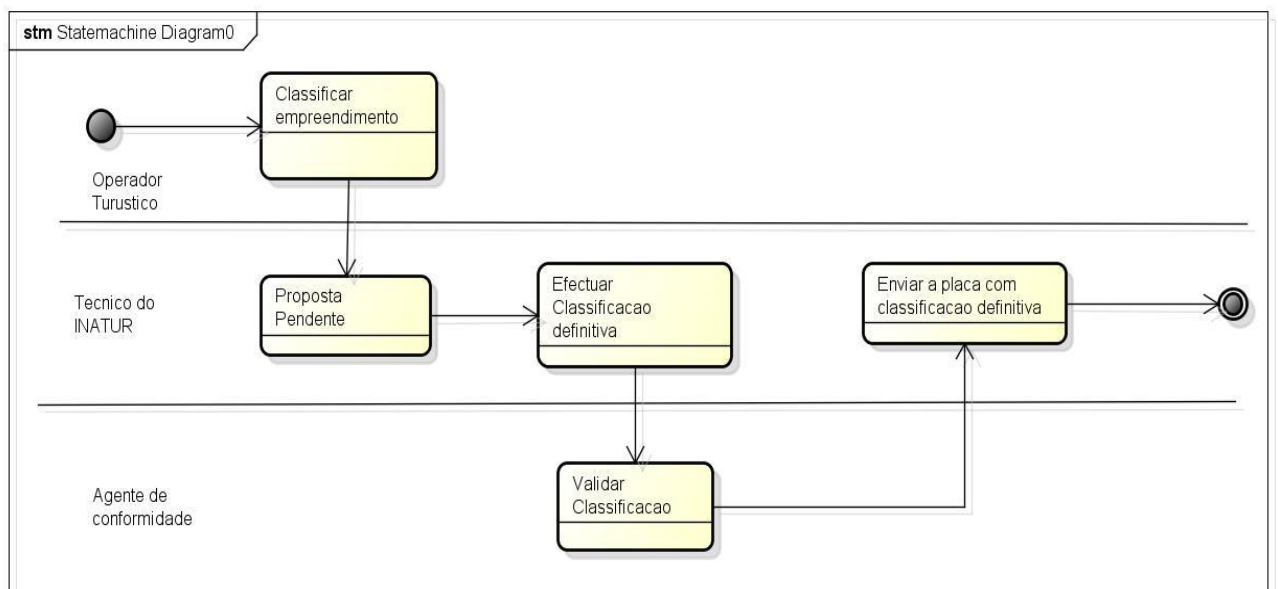 stm Statemachine Diagram0
Classificar
empreendimento
Operador
Turustico
Tecnico do
INATUR
Proposta
Pendente
Efectuar
Classificacao
definitiva
Enviar a placa com
classificacao definitiva
Agente de
conformidade
Validar
Classificacao